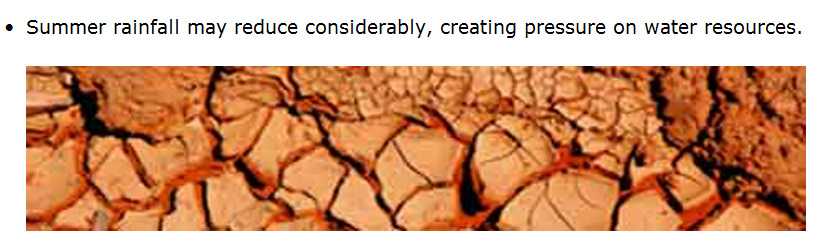 • Summer rainfall may reduce considerably, creating pressure on water resources.